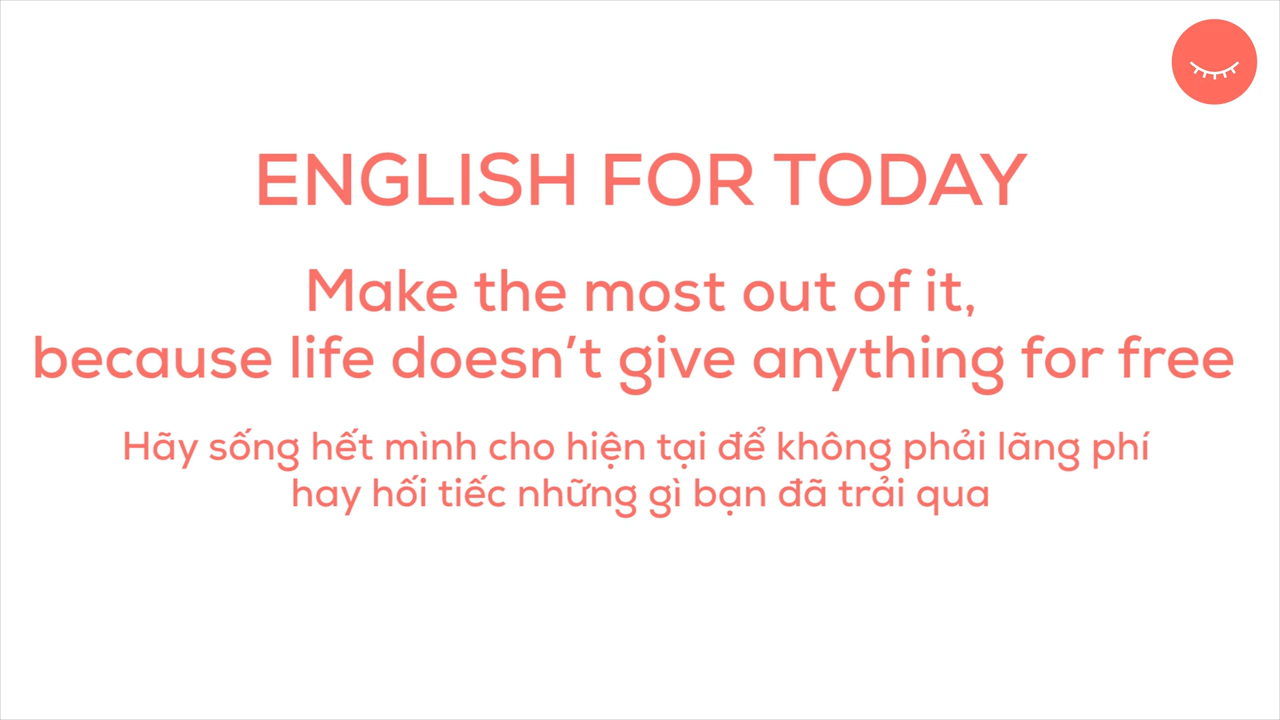 ENGLISH FOR TODAY
Make the most out of it,
because life doesn’t give anything for free
Hãy sống hết mình cho hiện tại để không phải lãng phí
hay hối tiếc những gì bạn đã trải qua